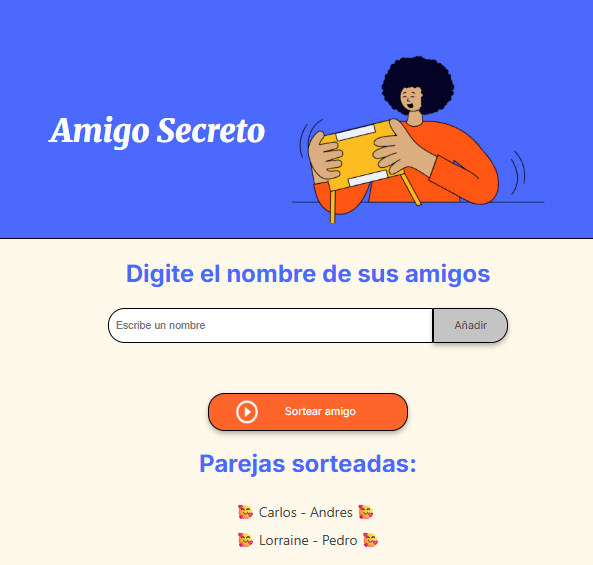 Amigo Secreto
Digite el nombre de sus amigos
Escribe un nombre
Añadir
Sortear amigo
Parejas sorteadas:
🥰 Carlos - Andres 🥰
🥰 Lorraine - Pedro 🥰